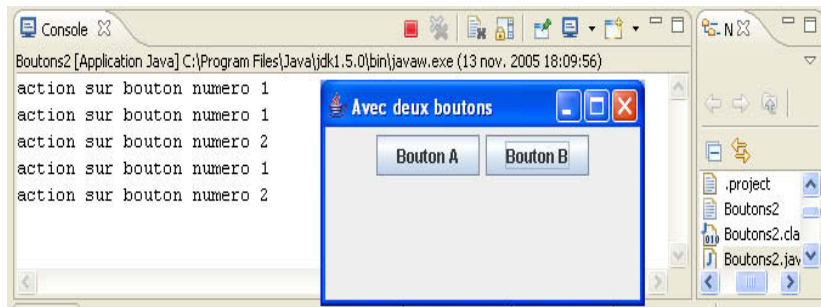 Console
N
Boutons2 [Application Java] C:\Program Files\Java\jdk1.5.0\bin\javaw.exe (13 nov. 2005 18:09:56)
action sur bouton numero 1
action sur bouton numero 1
action sur bouton numero 2
action sur bouton numero 1
action sur bouton numero 2
Avec deux boutons
Bouton A
Bouton B
.project
Boutons2
Boutons2.cla
Boutons2.jav